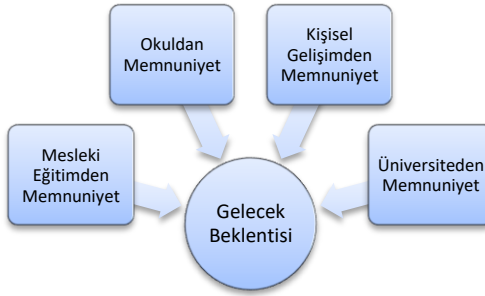 Okuldan
Memnuniyet
Kişisel
Gelişimden
Memnuniyet
Mesleki
Eğitimden
Memnuniyet
Üniversiteden
Memnuniyet
Gelecek
Beklentisi